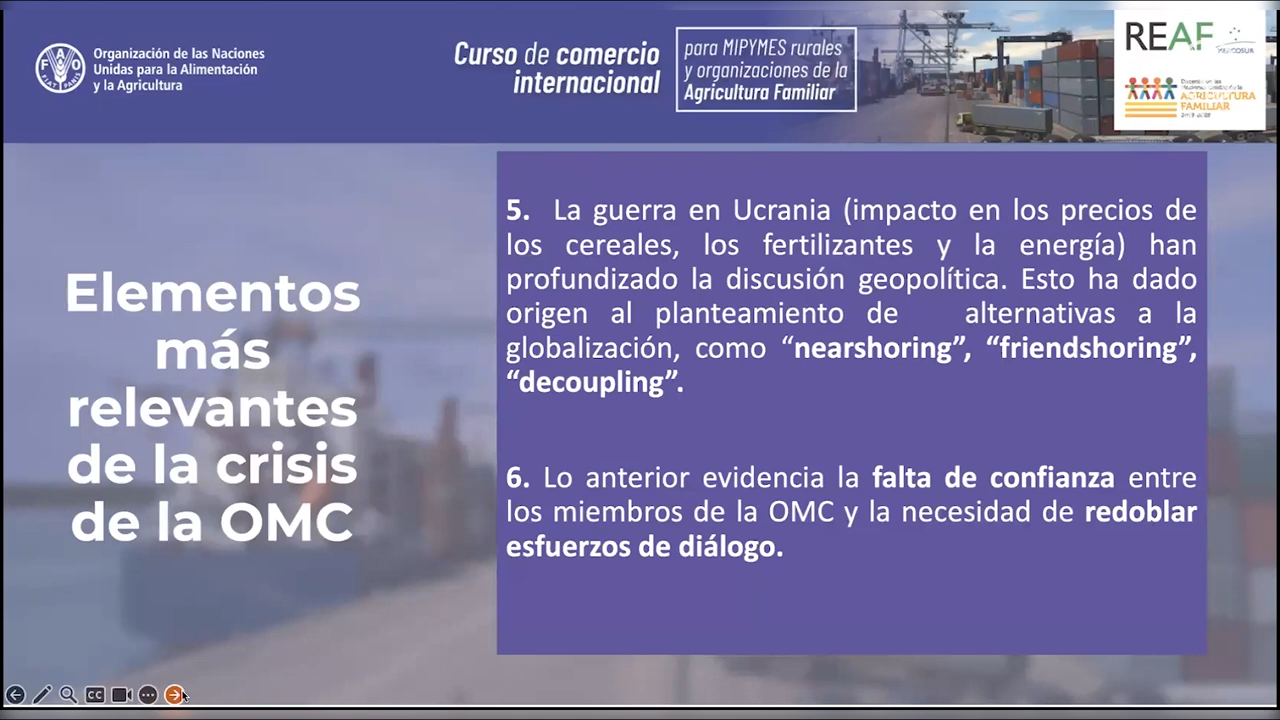 Organización de las Naciones
Unidas para la Alimentación
y la Agricultura
Curso de comercio
internacional
para MIPYMES rurales
y organizaciones de la
Agricultura Familiar
REAF
AGRICULTURA
FAMILIAR
Elementos
más
relevantes
de la crisis
de la OMC
5. La guerra en Ucrania (impacto en los precios de
los cereales, los fertilizantes y la energía) han
profundizado la discusión geopolítica. Esto ha dado
origen al planteamiento de alternativas a la
globalización, como “nearshoring”, “friendshoring”,
“decoupling”.
6. Lo anterior evidencia la falta de confianza entre
los miembros de la OMC y la necesidad de redoblar
esfuerzos de diálogo.
CC